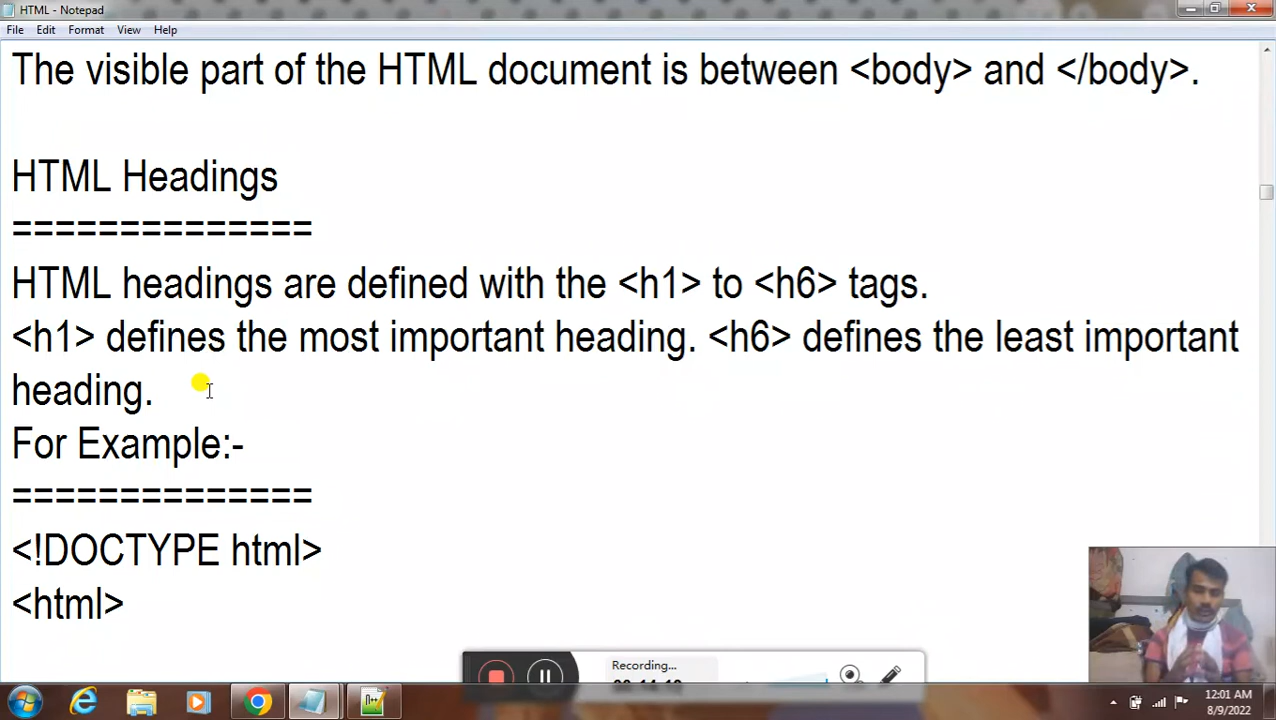 HTML - Notepad
File Edit Format View Help
The visible part of the HTML document is between <body> and </body>.
HTML Headings
==============
HTML headings are defined with the <h1> to <h6> tags.
<h1> defines the most important heading. <h6> defines the least important
heading.
For Example:-
==============
<!DOCTYPE html>
<html>
Recording...
12:01 AM
8/9/2022